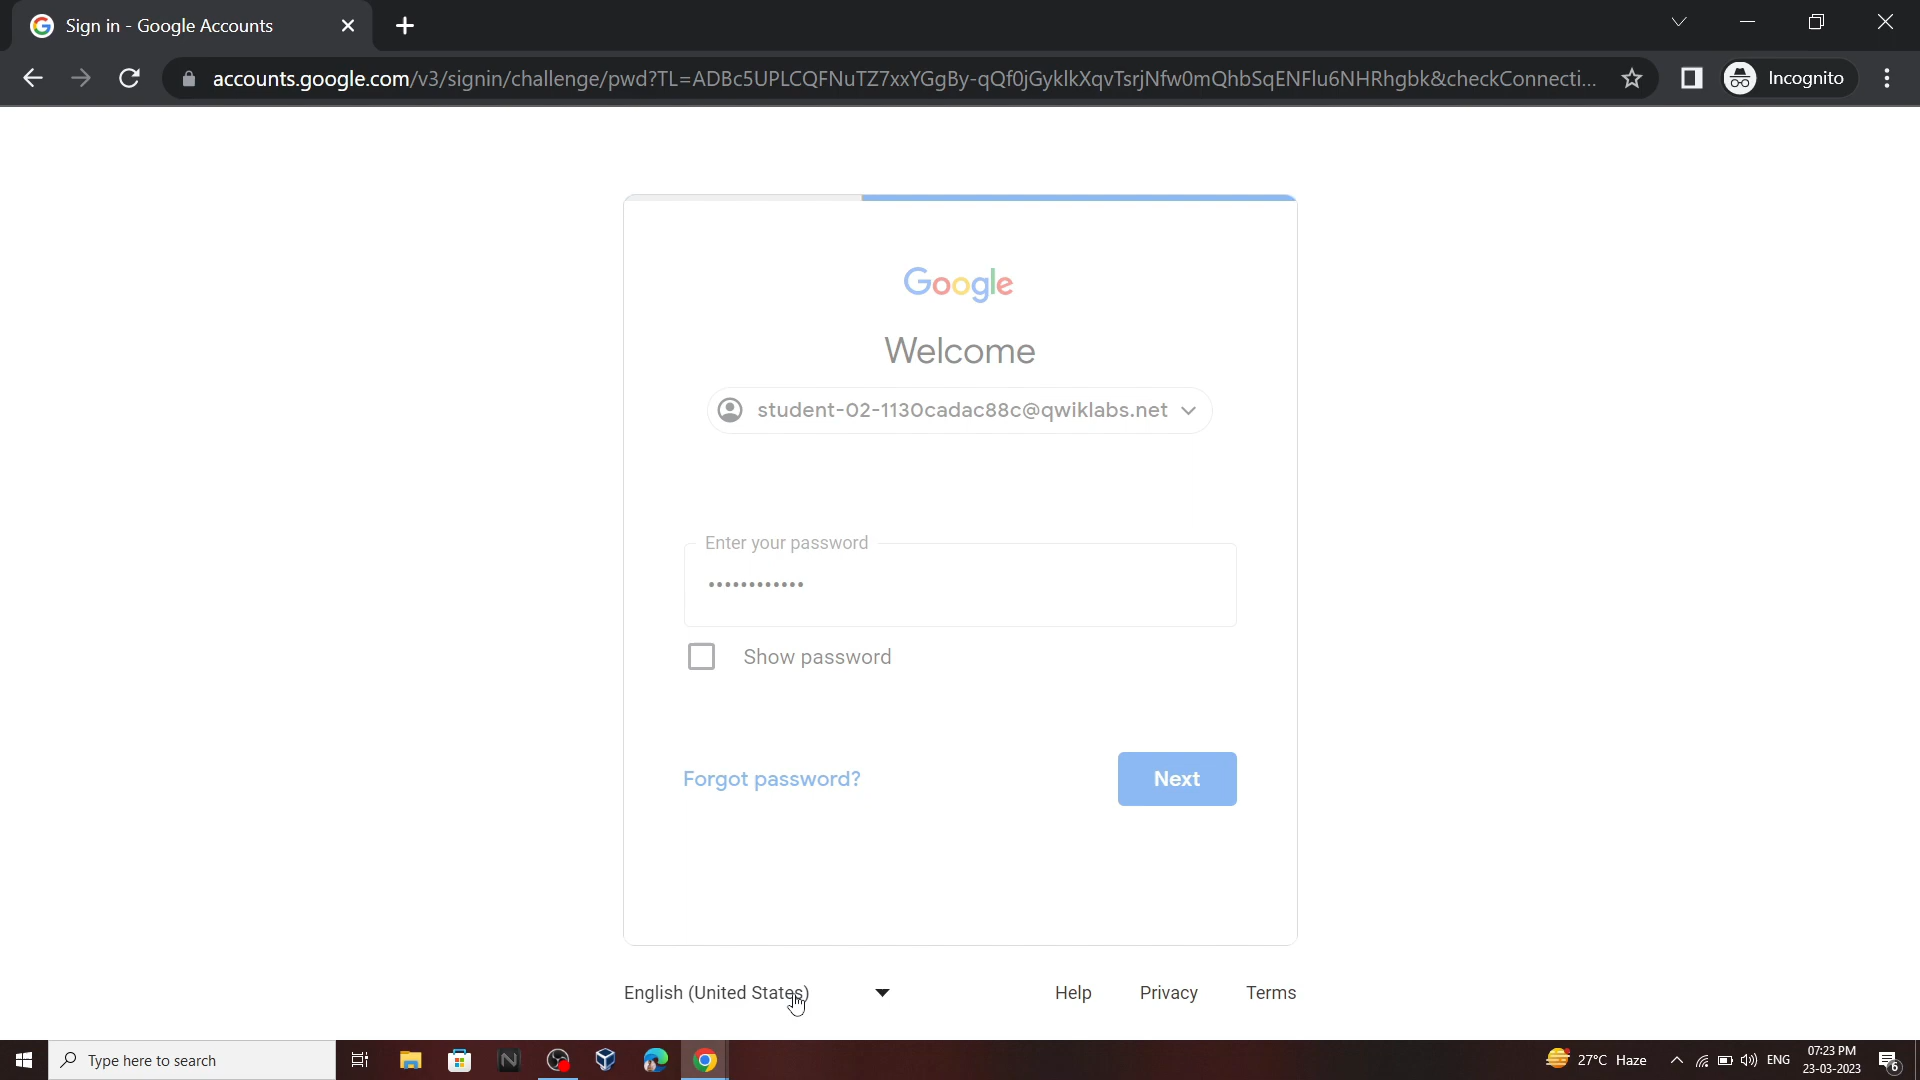 Sign in - Google Accounts
accounts.google.com/v3/signin/challenge/pwd?TL=ADBc5UPLCQFNuTZ7xxYGgBy-qQf0jGyklkXqvTsrjNfw0mQhbSqENFlu6NHRhgbk&checkConnecti...
Incognito
Google
Welcome
student-02-1130cadac88c@qwiklabs.net
Enter your password
••••••••••••
Show password
Forgot password?
Next
English (United States)
Help
Privacy
Terms
Type here to search
27°C Haze
ENG
07:23 PM
23-03-2023
6